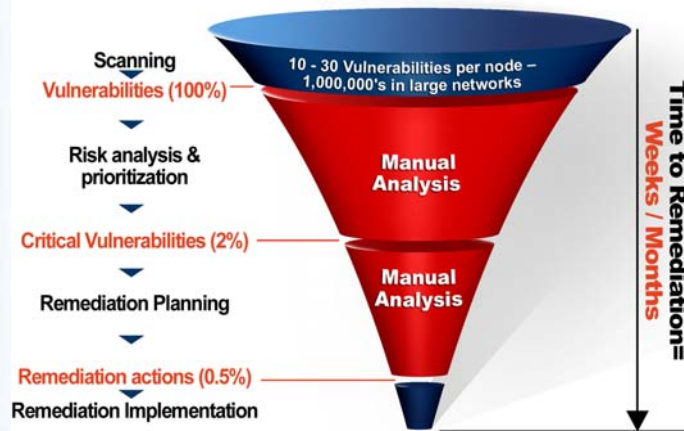 Scanning
Vulnerabilities (100%)
Risk analysis &
prioritization
Critical Vulnerabilities (2%)
Remediation Planning
Remediation actions (0.5%)
Remediation Implementation
10 - 30 Vulnerabilities per node –
1,000,000's in large networks
Manual
Analysis
Manual
Analysis
Time to Remediation=
Weeks / Months